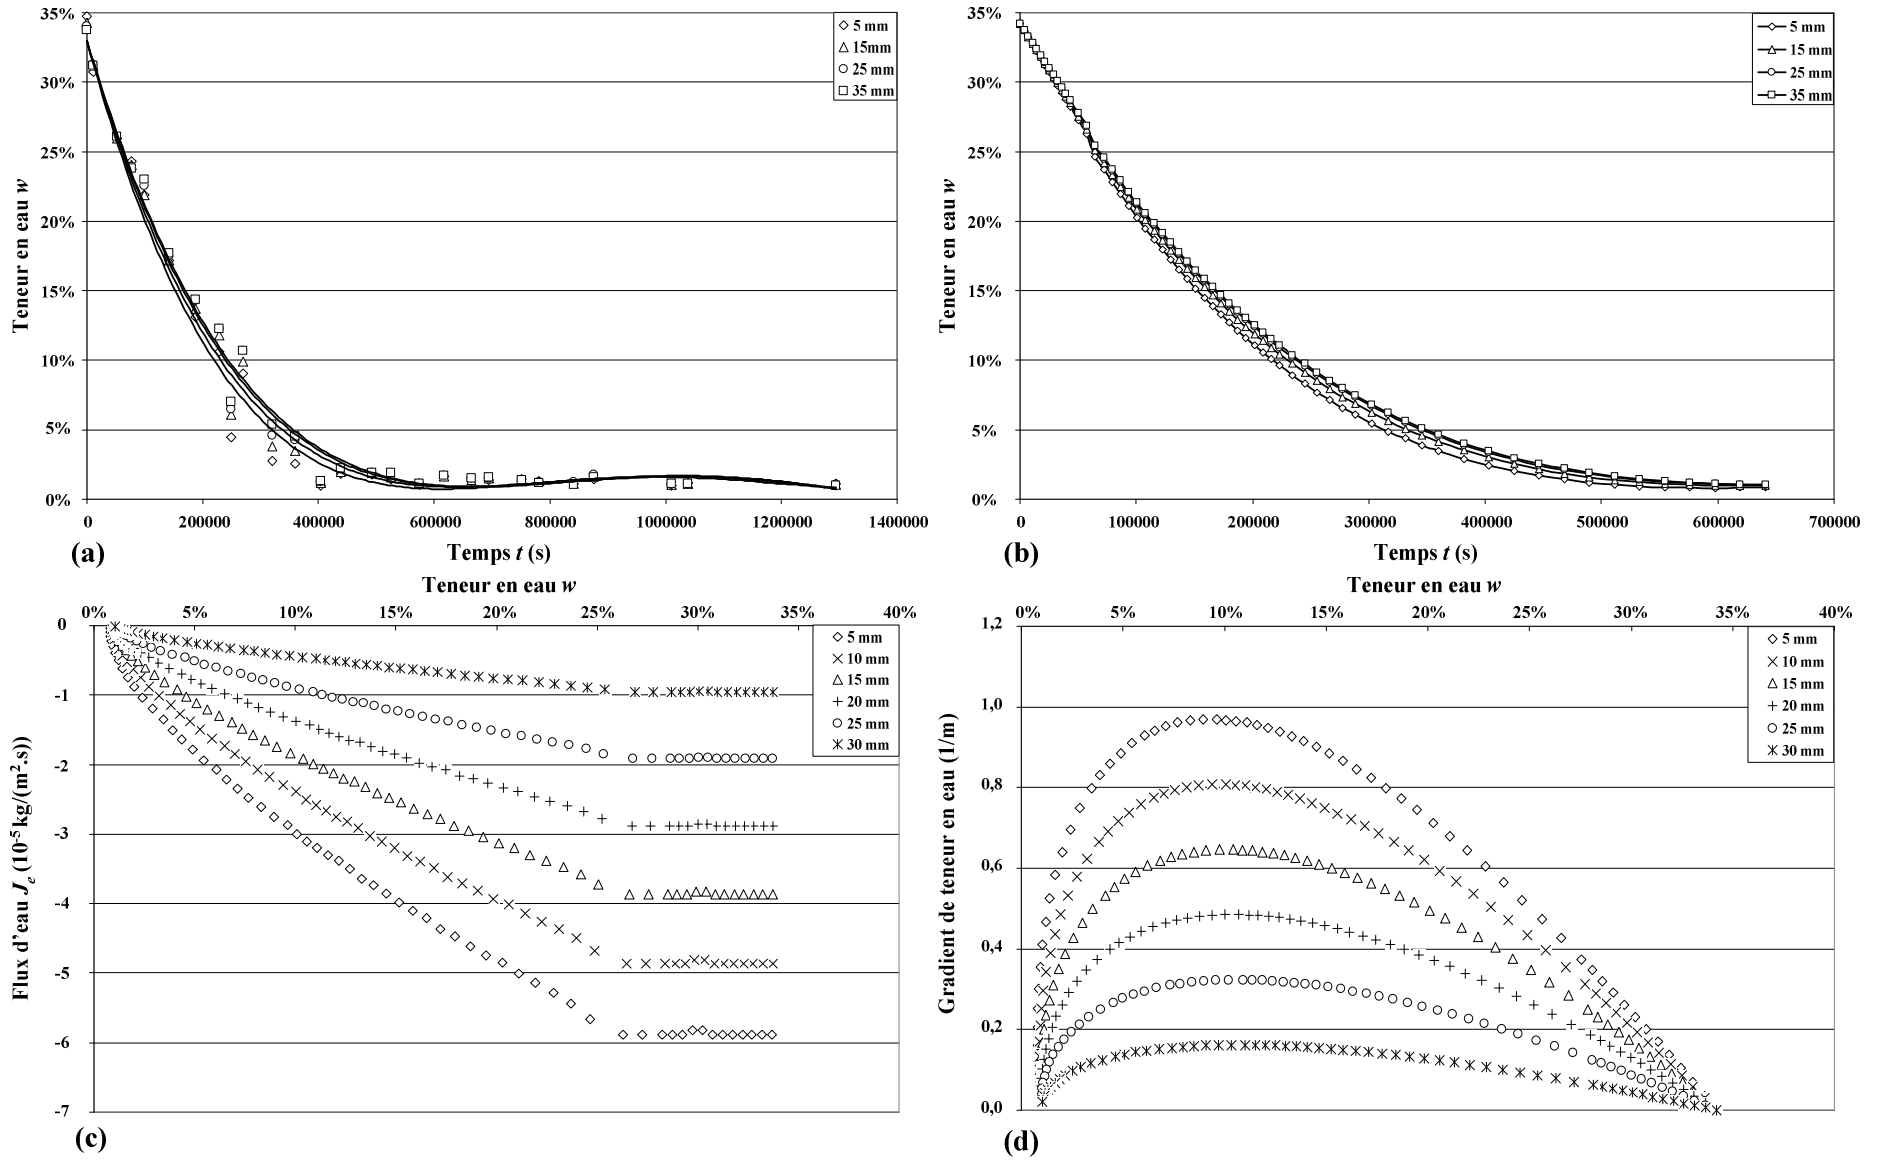 35%
30%
25%
20%
15%
10%
5%
0%
Teneur en eau w
5 mm
15mm
25 mm
35 mm
0 200000 400000 600000 800000 1000000 1200000 1400000
(a)
Temps t (s)
35%
30%
25%
20%
15%
10%
5%
0%
Teneur en eau w
5 mm
15 mm
25 mm
35 mm
0 100000 200000 300000 400000 500000 600000 700000
(b)
Temps t (s)
Teneur en eau w
0% 5% 10% 15% 20% 25% 30% 35% 40%
0
-1
-2
-3
-4
-5
-6
-7
Flux d'eau Je (10-5 kg/(m2.s))
5 mm
10 mm
15 mm
20 mm
25 mm
30 mm
(c)
Teneur en eau w
0% 5% 10% 15% 20% 25% 30% 35% 40%
1,2
1,0
0,8
0,6
0,4
0,2
0,0
Gradient de teneur en eau (1/m)
5 mm
10 mm
15 mm
20 mm
25 mm
30 mm
(d)